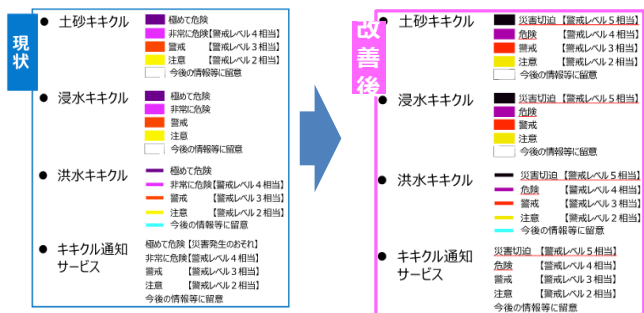 現状
● 土砂キキクル
極めて危険
非常に危険【警戒レベル4相当】
警戒 【警戒レベル3相当】
注意 【警戒レベル2相当】
今後の情報等に留意
● 浸水キキクル
極めて危険
非常に危険
警戒
注意
今後の情報等に留意
● 洪水キキクル
極めて危険
非常に危険【警戒レベル4相当】
警戒 【警戒レベル3相当】
注意 【警戒レベル2相当】
今後の情報等に留意
● キキクル通知
サービス
極めて危険【災害発生のおそれ】
非常に危険【警戒レベル4相当】
警戒 【警戒レベル3相当】
注意 【警戒レベル2相当】
今後の情報等に留意
改善後
● 土砂キキクル
災害切迫 【警戒レベル5相当】
危険 【警戒レベル4相当】
警戒 【警戒レベル3相当】
注意 【警戒レベル2相当】
今後の情報等に留意
● 浸水キキクル
災害切迫 【警戒レベル5相当】
危険
警戒
注意
今後の情報等に留意
● 洪水キキクル
災害切迫 【警戒レベル5相当】
危険 【警戒レベル4相当】
警戒 【警戒レベル3相当】
注意 【警戒レベル2相当】
今後の情報等に留意
● キキクル通知
サービス
災害切迫 【警戒レベル5相当】
危険 【警戒レベル4相当】
警戒 【警戒レベル3相当】
注意 【警戒レベル2相当】
今後の情報等に留意